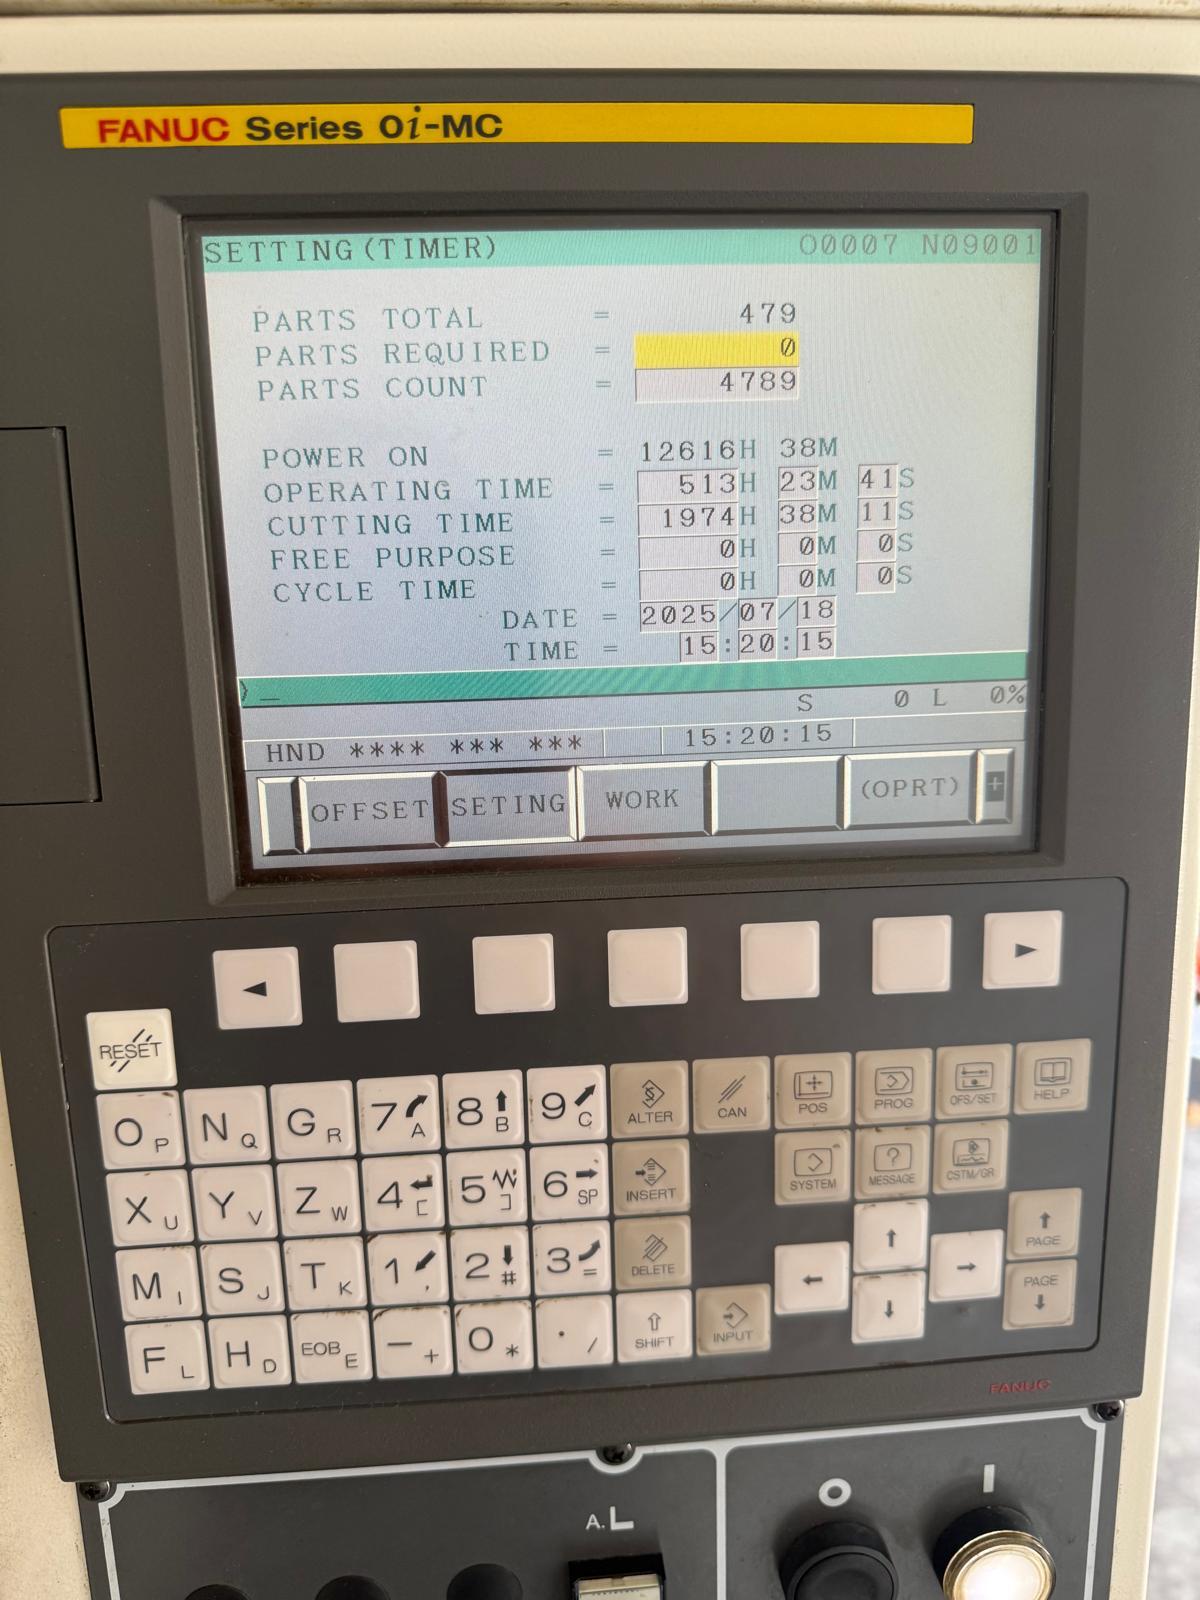 FANUC Series 0i-MC
SETTING(TIMER) O0007 N09001
PARTS TOTAL = 479
PARTS REQUIRED = 0
PARTS COUNT = 4789
POWER ON = 12616H 38M
OPERATING TIME = 513H 23M 41S
CUTTING TIME = 1974H 38M 11S
FREE PURPOSE = 0H 0M 0S
CYCLE TIME = 0H 0M 0S
DATE = 2025/07/18
TIME = 15:20:15
>_
S 0 L 0%
HND **** *** *** 15:20:15
OFFSET SETING WORK (OPRT) +
◄ ►
RESET
O P N Q G R 7 A 8 B 9 C ALTER CAN POS PROG OFS/SET HELP
X U Y V Z W 4 [ 5 ] 6 SP INSERT SYSTEM MESSAGE CSTM/GR
M I S J T K 1 , 2 # 3 = DELETE ← ↑ → PAGE ↑
F L H D EOB E - + 0 * . / SHIFT INPUT ↓ PAGE ↓
FANUC
A.L O I